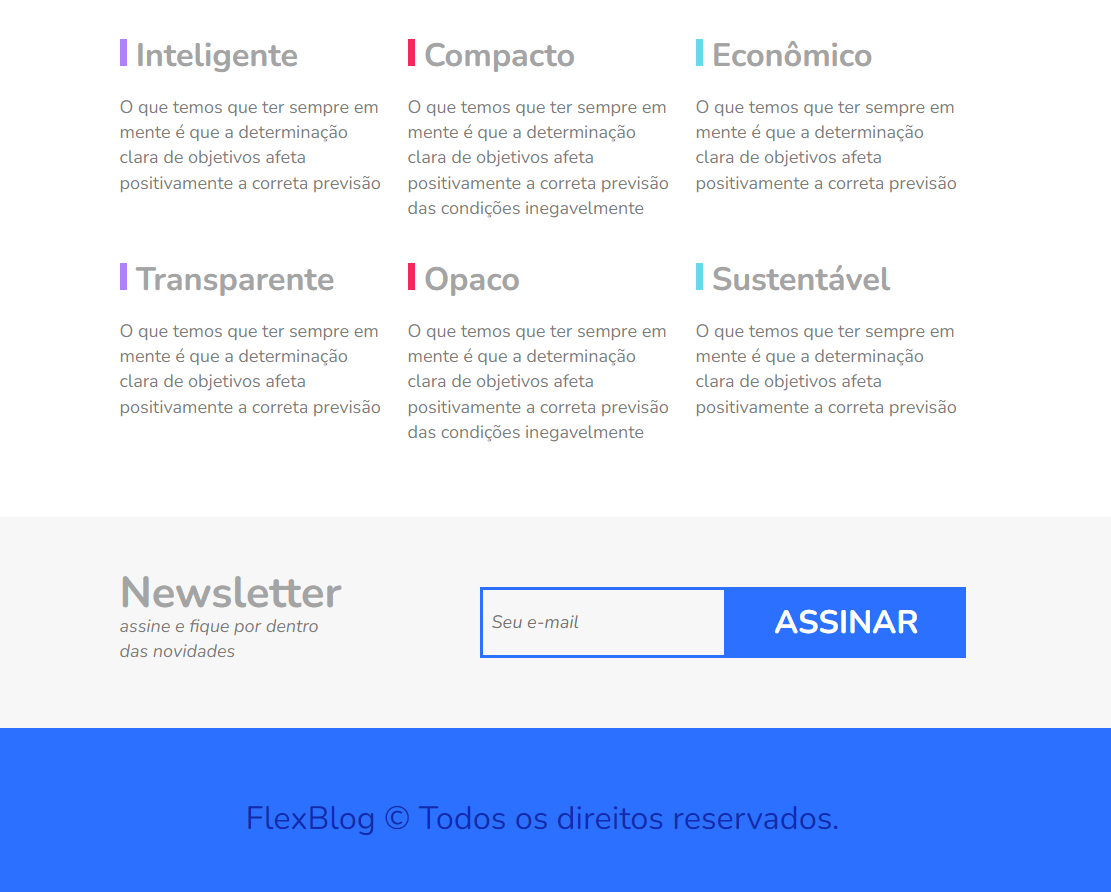 Inteligente
O que temos que ter sempre em
mente é que a determinação
clara de objetivos afeta
positivamente a correta previsão
Compacto
O que temos que ter sempre em
mente é que a determinação
clara de objetivos afeta
positivamente a correta previsão
das condições inegavelmente
Econômico
O que temos que ter sempre em
mente é que a determinação
clara de objetivos afeta
positivamente a correta previsão
Transparente
O que temos que ter sempre em
mente é que a determinação
clara de objetivos afeta
positivamente a correta previsão
Opaco
O que temos que ter sempre em
mente é que a determinação
clara de objetivos afeta
positivamente a correta previsão
das condições inegavelmente
Sustentável
O que temos que ter sempre em
mente é que a determinação
clara de objetivos afeta
positivamente a correta previsão
Newsletter
assine e fique por dentro
das novidades
Seu e-mail
ASSINAR
FlexBlog © Todos os direitos reservados.